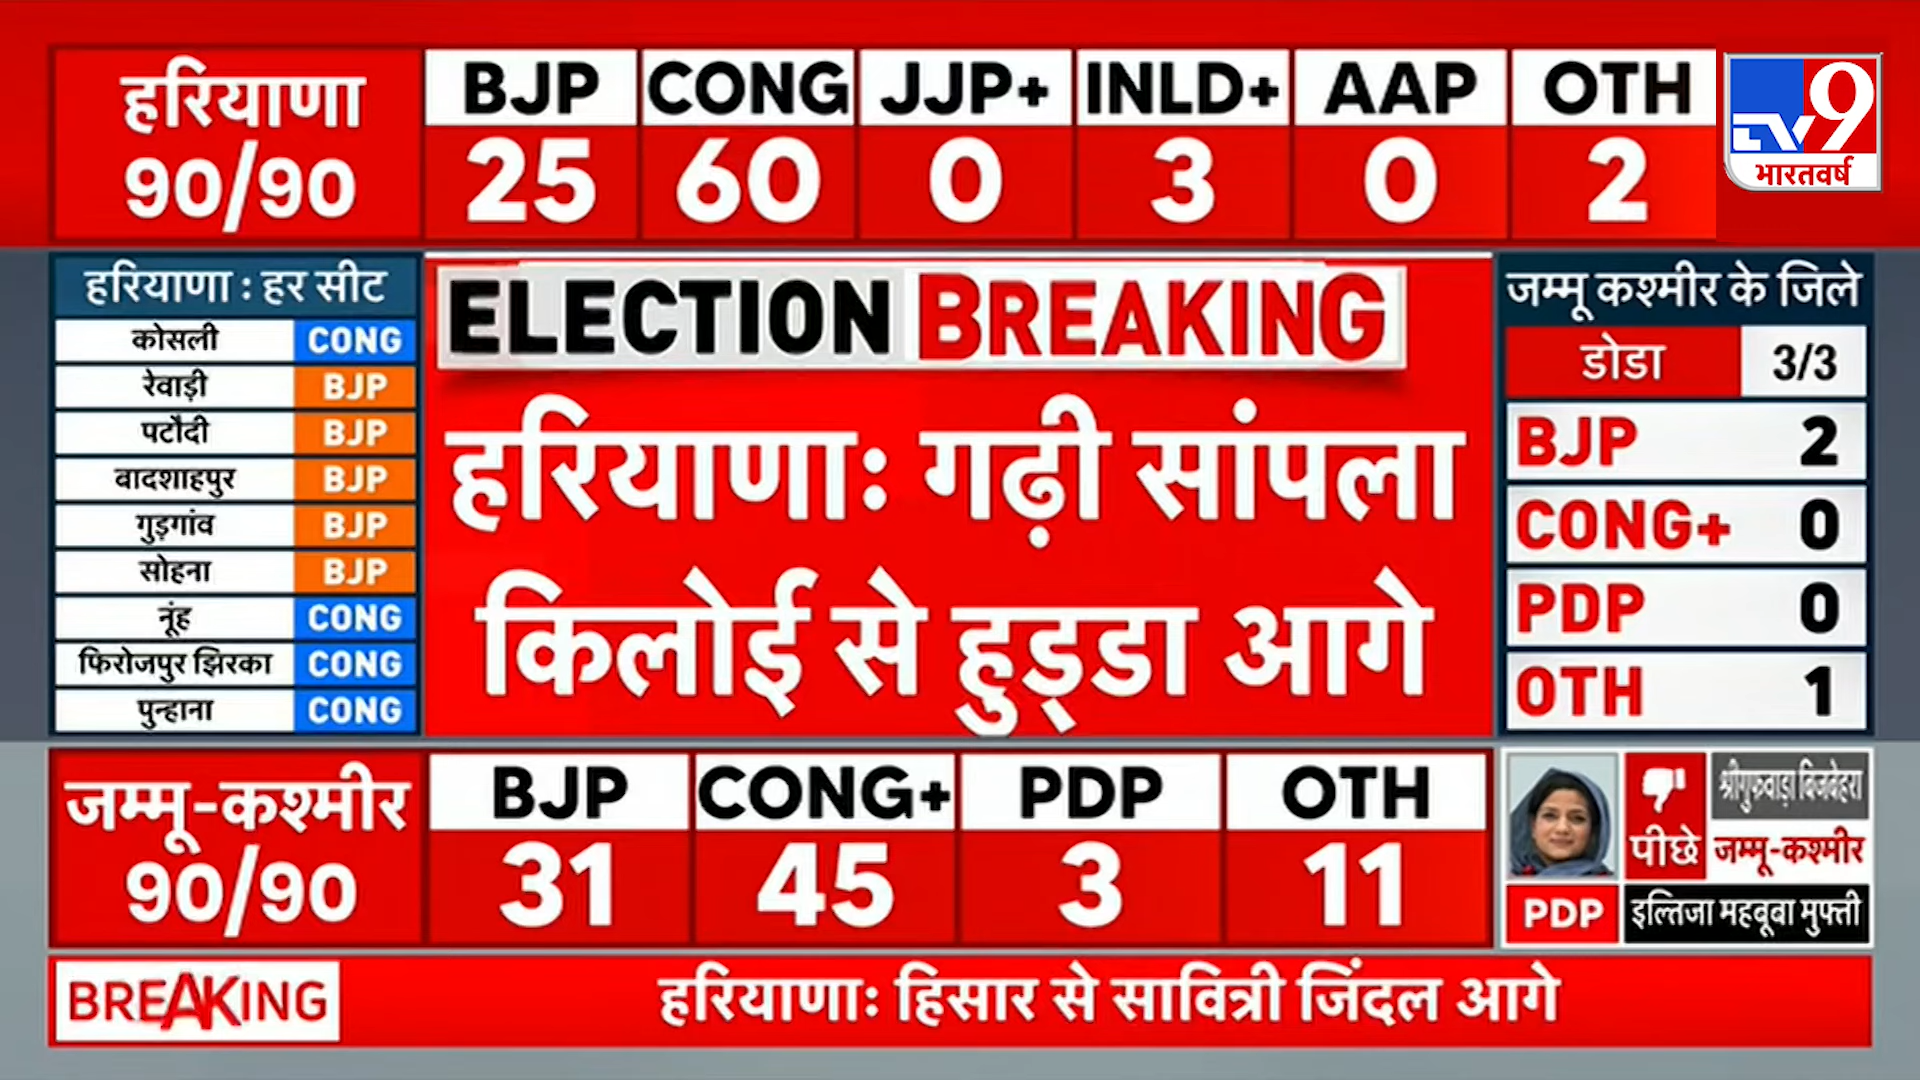 हरियाणा
90/90
BJP CONG JJP+ INLD+ AAP OTH
25 60 0 3 0 2
TV9
भारतवर्ष
हरियाणा : हर सीट
कोसली CONG
रेवाड़ी BJP
पटौदी BJP
बादशाहपुर BJP
गुड़गांव BJP
सोहना BJP
नूंह CONG
फिरोजपुर झिरका CONG
पुन्हाना CONG
ELECTION BREAKING
हरियाणाः गढ़ी सांपला
किलोई से हुड्डा आगे
जम्मू कश्मीर के जिले
डोडा 3/3
BJP 2
CONG+ 0
PDP 0
OTH 1
जम्मू-कश्मीर
90/90
BJP CONG+ PDP OTH
31 45 3 11
श्रीगुफवाड़ा बिजबेहरा
पीछे जम्मू-कश्मीर
PDP इल्तिजा महबूबा मुफ्ती
BREAKING हरियाणाः हिसार से सावित्री जिंदल आगे